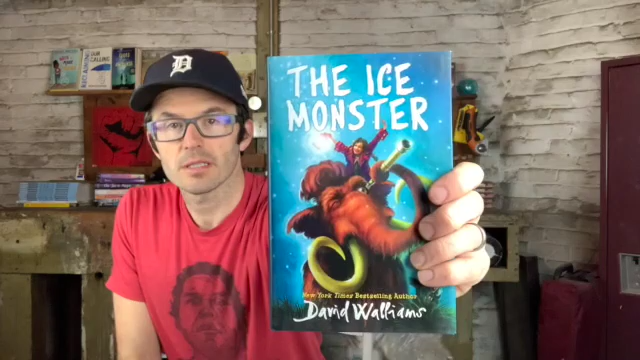 THE ICE
MONSTER
New York Times Bestselling Author
David Walliams
D